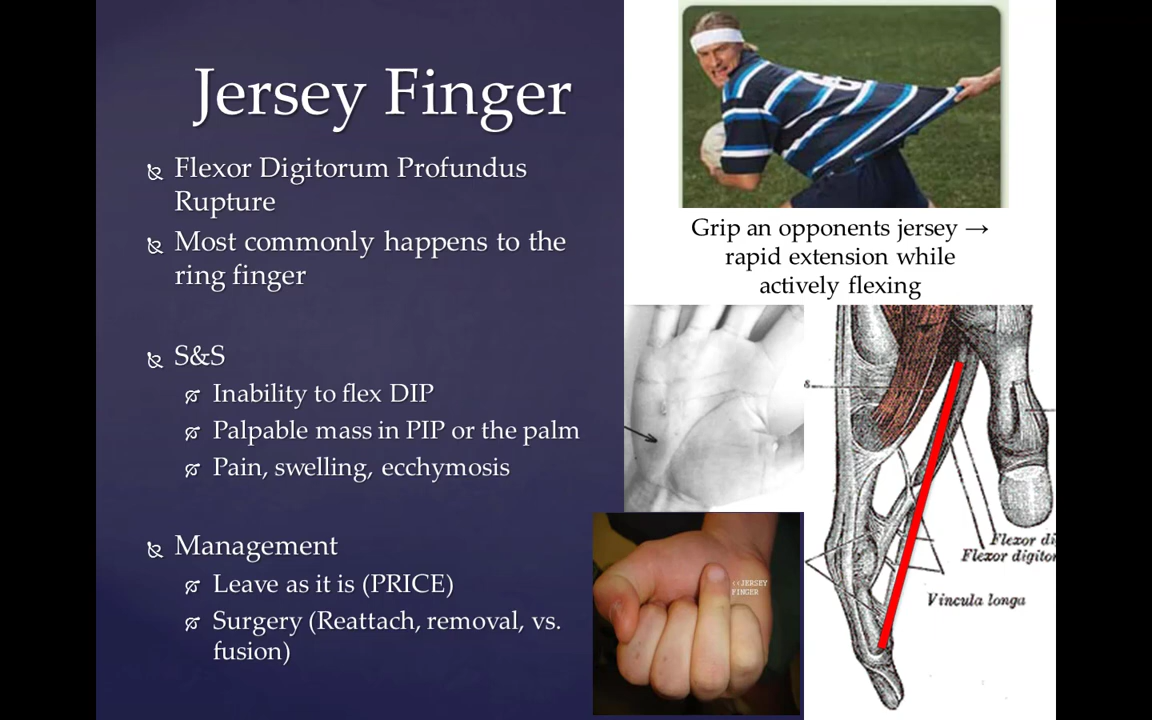 Jersey Finger
Flexor Digitorum Profundus
Rupture
Most commonly happens to the
ring finger
S&S
Inability to flex DIP
Palpable mass in PIP or the palm
Pain, swelling, ecchymosis
Management
Leave as it is (PRICE)
Surgery (Reattach, removal, vs.
fusion)
Grip an opponents jersey →
rapid extension while
actively flexing
<<JERSEY
FINGER
Flexor di
Flexor digitor
Vincula longa